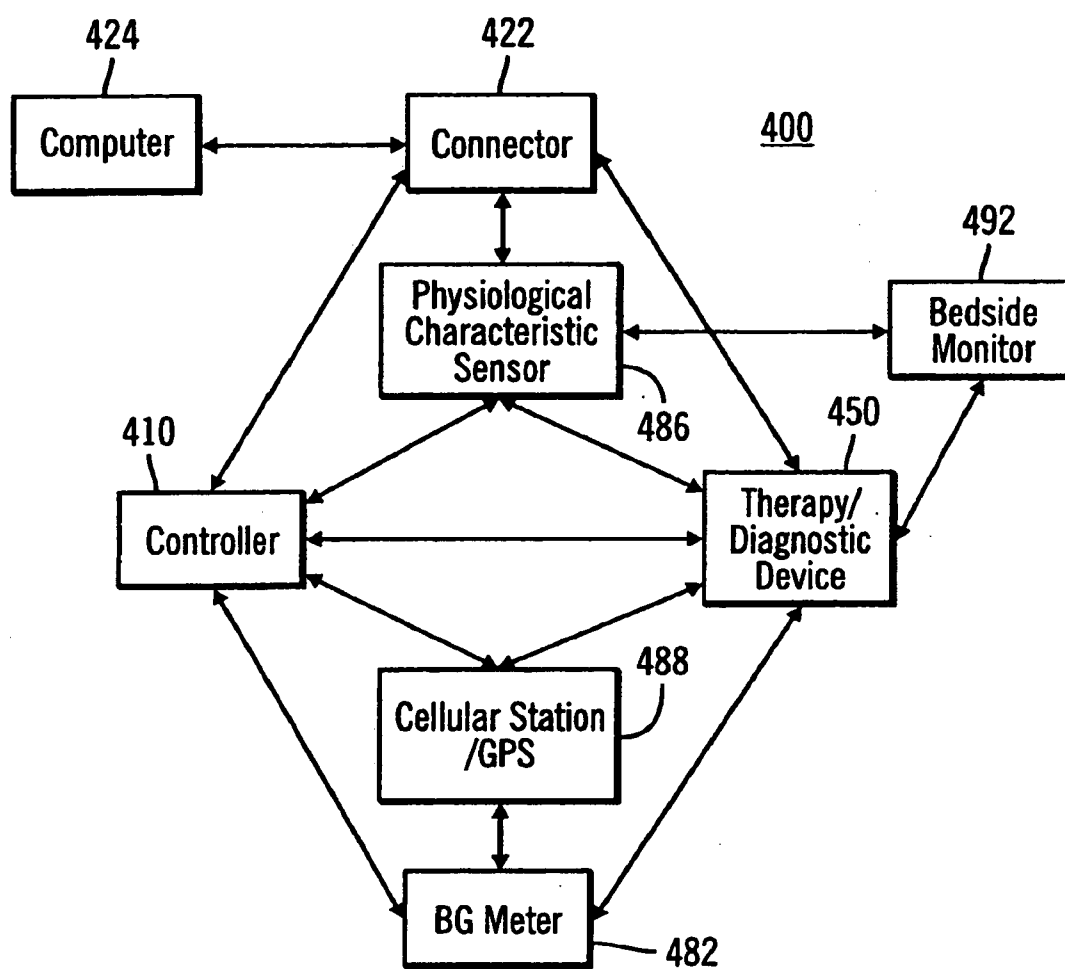 424
422
Computer
Connector
400
492
Physiological
Characteristic
Sensor
Bedside
Monitor
486
410
450
Controller
Therapy/
Diagnostic
Device
488
Cellular Station
/GPS
BG Meter
482